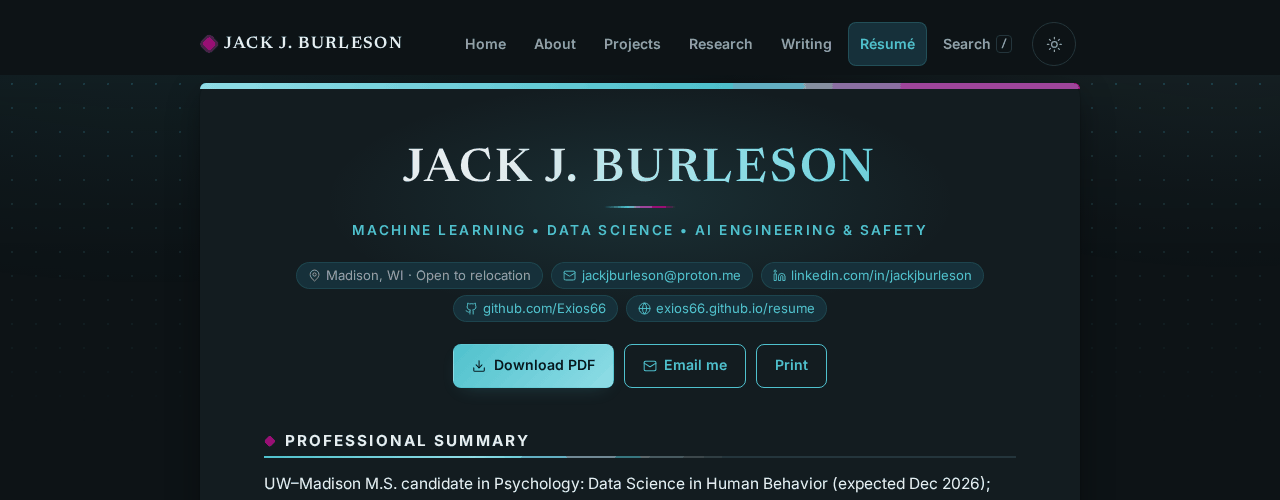 JACK J. BURLESON
Home About Projects Research Writing Résumé Search /
JACK J. BURLESON
MACHINE LEARNING • DATA SCIENCE • AI ENGINEERING & SAFETY
Madison, WI · Open to relocation jackjburleson@proton.me linkedin.com/in/jackjburleson
github.com/Exios66 exios66.github.io/resume
Download PDF Email me Print
PROFESSIONAL SUMMARY
UW–Madison M.S. candidate in Psychology: Data Science in Human Behavior (expected Dec 2026);